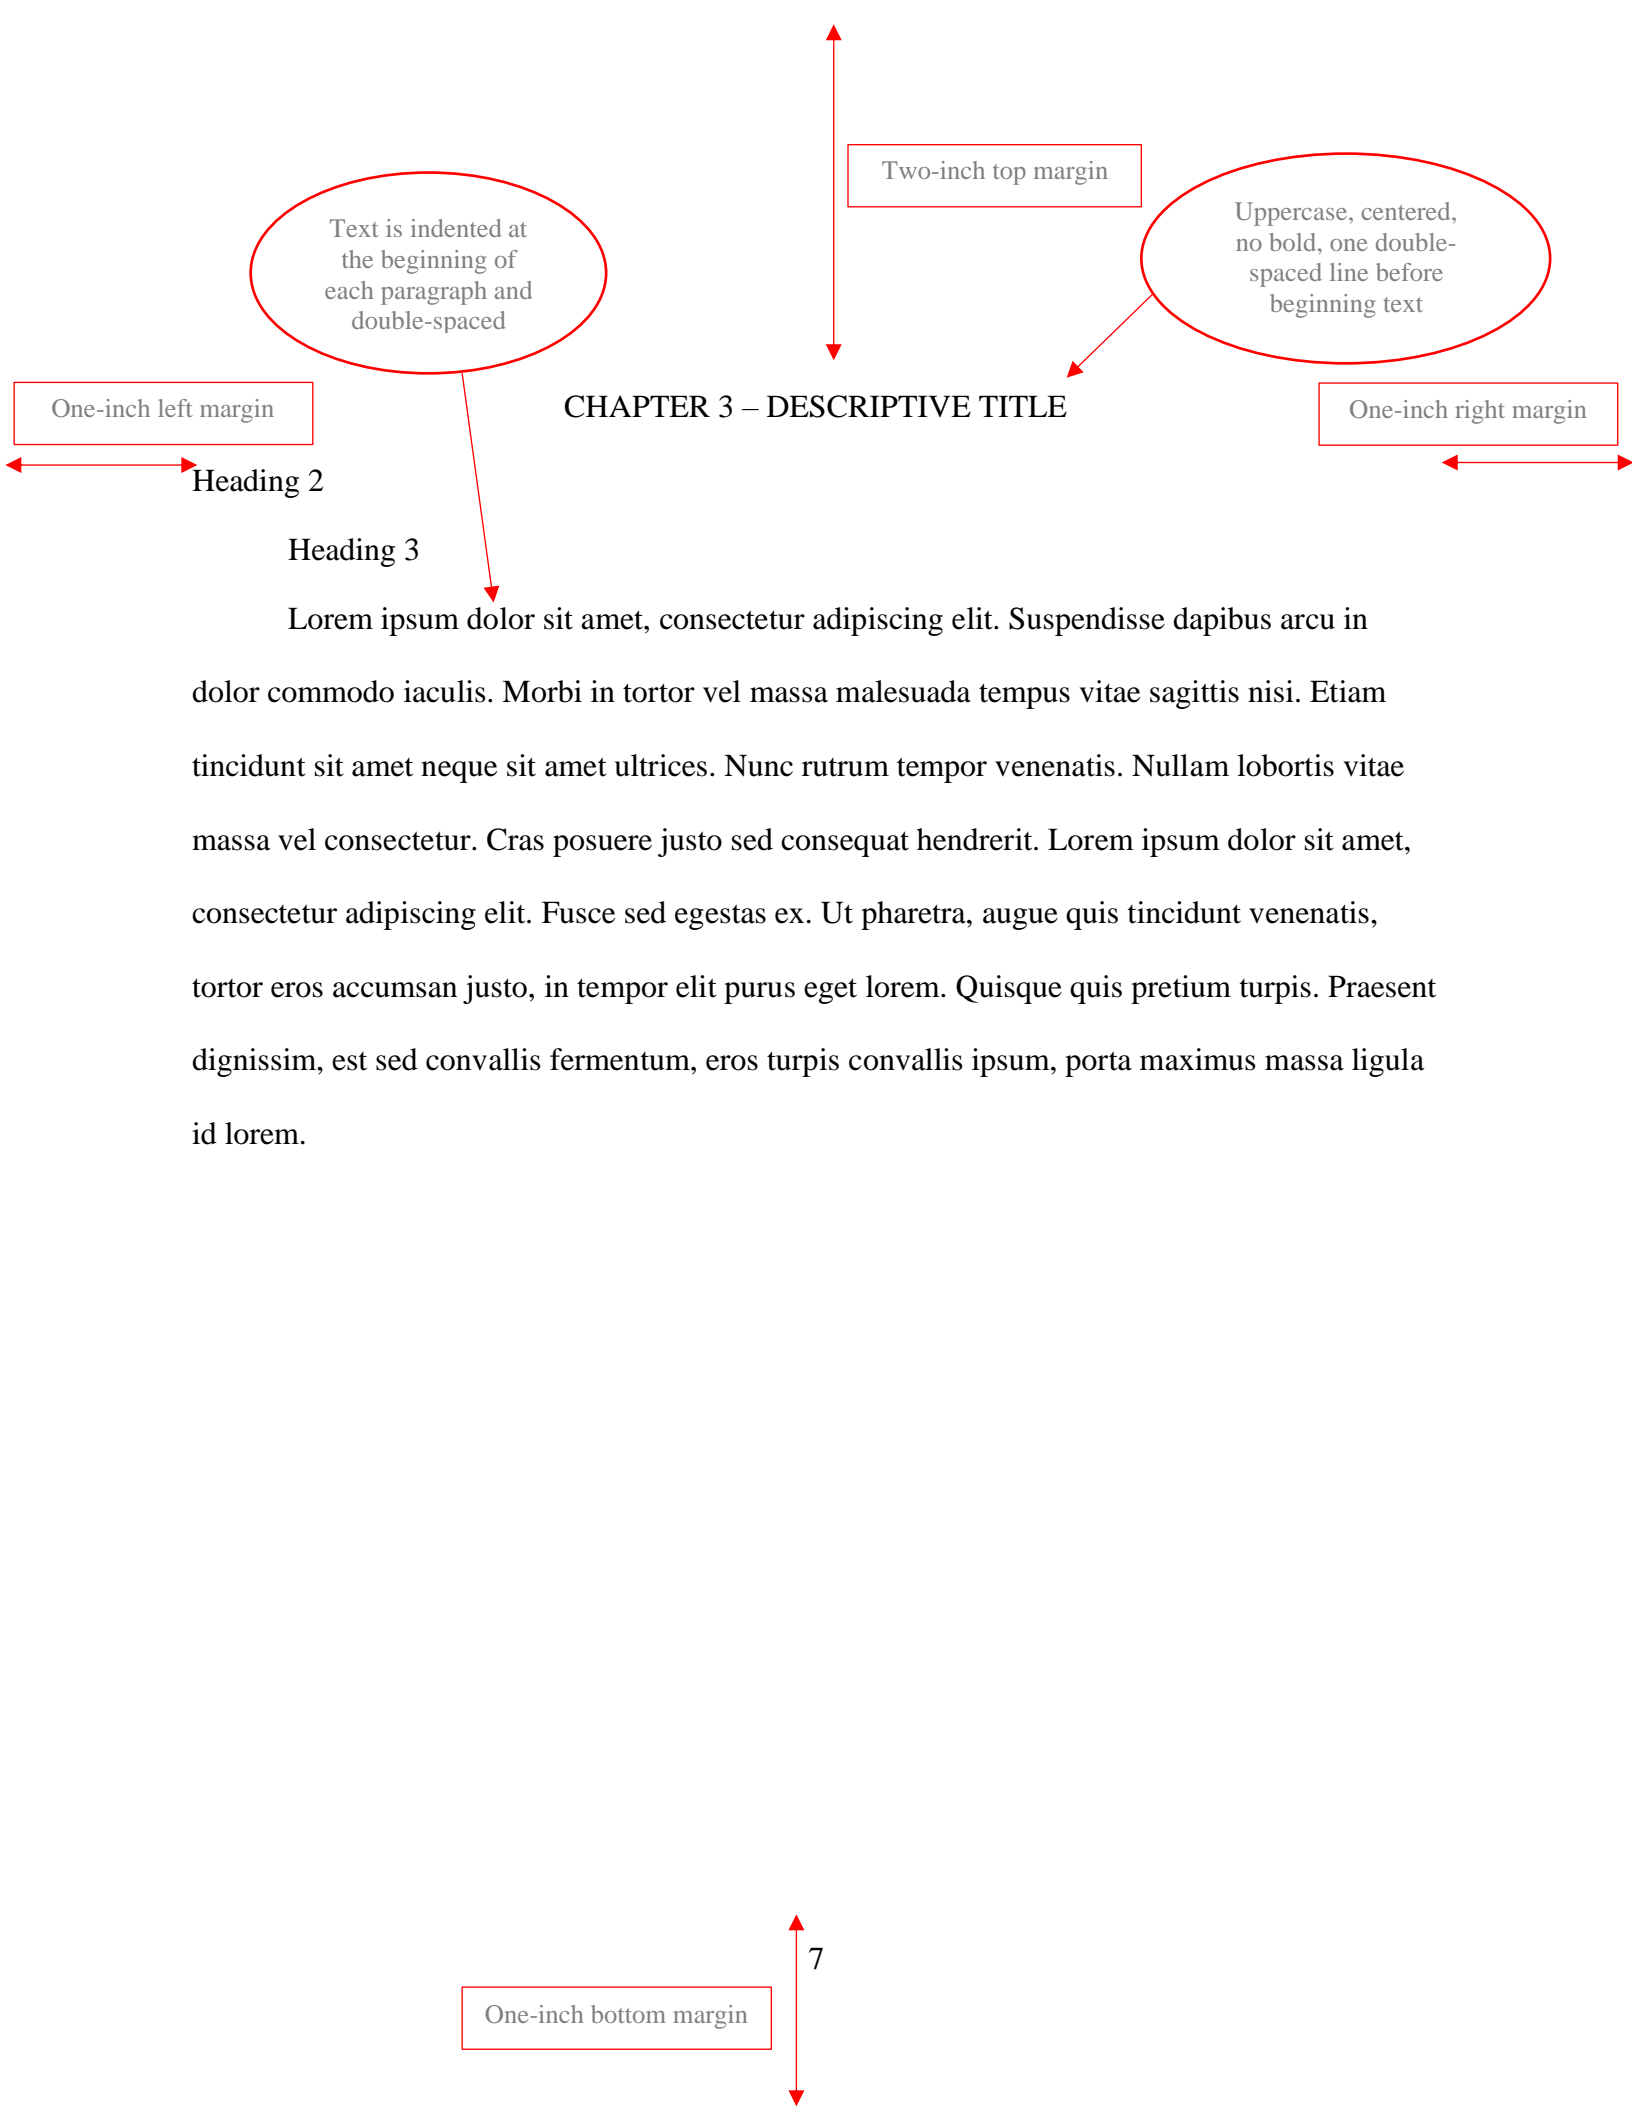 Two-inch top margin
Text is indented at
the beginning of
each paragraph and
double-spaced
Uppercase, centered,
no bold, one double-
spaced line before
beginning text
One-inch left margin
CHAPTER 3 – DESCRIPTIVE TITLE
One-inch right margin
Heading 2
Heading 3
Lorem ipsum dolor sit amet, consectetur adipiscing elit. Suspendisse dapibus arcu in
dolor commodo iaculis. Morbi in tortor vel massa malesuada tempus vitae sagittis nisi. Etiam
tincidunt sit amet neque sit amet ultrices. Nunc rutrum tempor venenatis. Nullam lobortis vitae
massa vel consectetur. Cras posuere justo sed consequat hendrerit. Lorem ipsum dolor sit amet,
consectetur adipiscing elit. Fusce sed egestas ex. Ut pharetra, augue quis tincidunt venenatis,
tortor eros accumsan justo, in tempor elit purus eget lorem. Quisque quis pretium turpis. Praesent
dignissim, est sed convallis fermentum, eros turpis convallis ipsum, porta maximus massa ligula
id lorem.
7
One-inch bottom margin